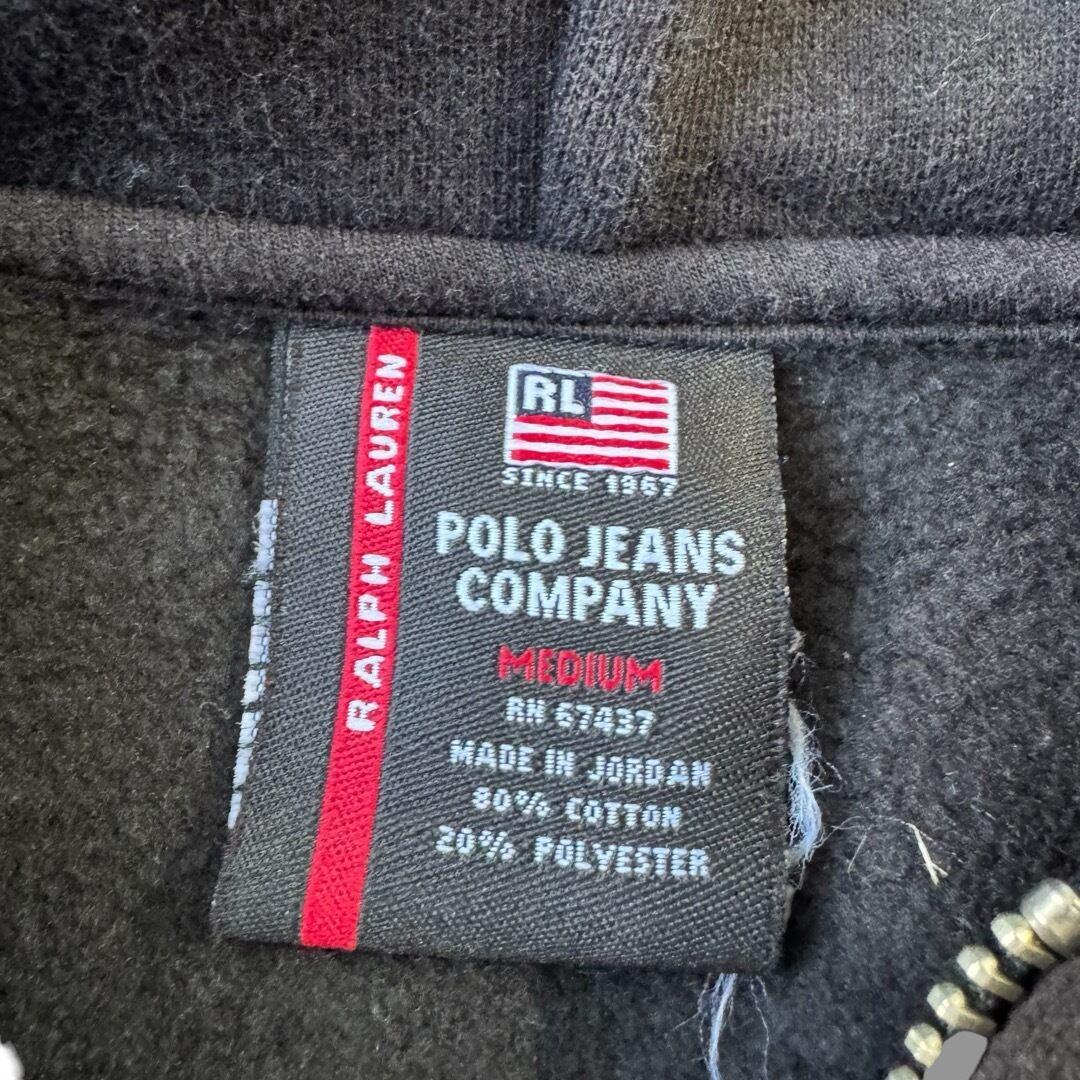 RALPH LAUREN
RL
SINCE 1967
POLO JEANS
COMPANY
MEDIUM
RN 67437
MADE IN JORDAN
80% COTTON
20% POLYESTER